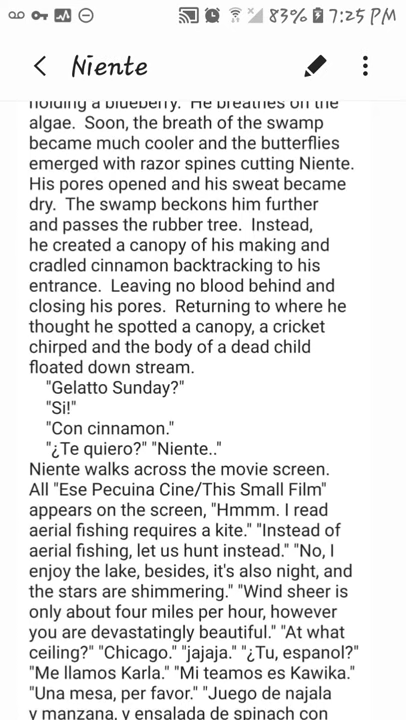 83% 7:25 PM
Niente
holding a blueberry.  He breathes on the
algae.  Soon, the breath of the swamp
became much cooler and the butterflies
emerged with razor spines cutting Niente.
His pores opened and his sweat became
dry.  The swamp beckons him further
and passes the rubber tree.  Instead,
he created a canopy of his making and
cradled cinnamon backtracking to his
entrance.  Leaving no blood behind and
closing his pores.  Returning to where he
thought he spotted a canopy, a cricket
chirped and the body of a dead child
floated down stream.
"Gelatto Sunday?"
"Si!"
"Con cinnamon."
"¿Te quiero?" "Niente.."
Niente walks across the movie screen.
All "Ese Pecuina Cine/This Small Film"
appears on the screen, "Hmmm. I read
aerial fishing requires a kite." "Instead of
aerial fishing, let us hunt instead." "No, I
enjoy the lake, besides, it's also night, and
the stars are shimmering." "Wind sheer is
only about four miles per hour, however
you are devastatingly beautiful." "At what
ceiling?" "Chicago." "jajaja." "¿Tu, espanol?"
"Me llamos Karla." "Mi teamos es Kawika."
"Una mesa, per favor." "Juego de najala
y manzana, y ensalada de spinach con